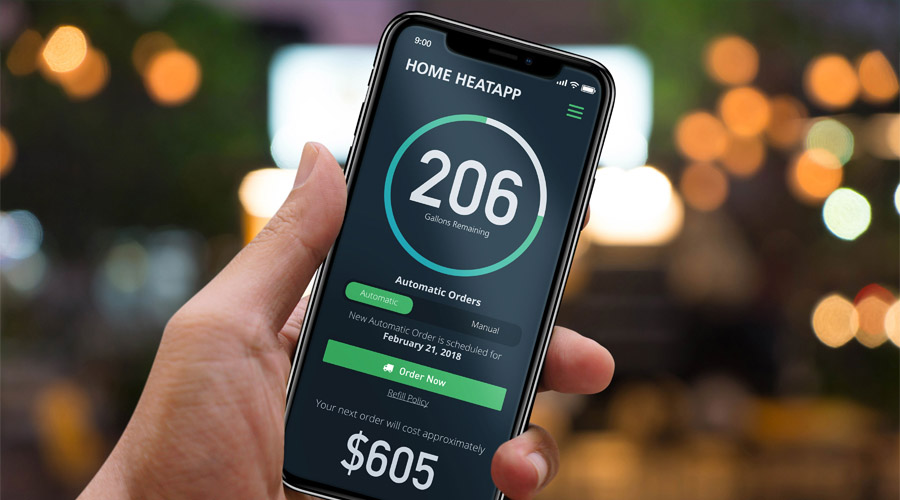 9:00
HOME HEATAPP
206
Gallons Remaining
Automatic Orders
Automatic
Manual
New Automatic Order is scheduled for
February 21, 2018
Order Now
Refill Policy
Your next order will cost approximately
$605